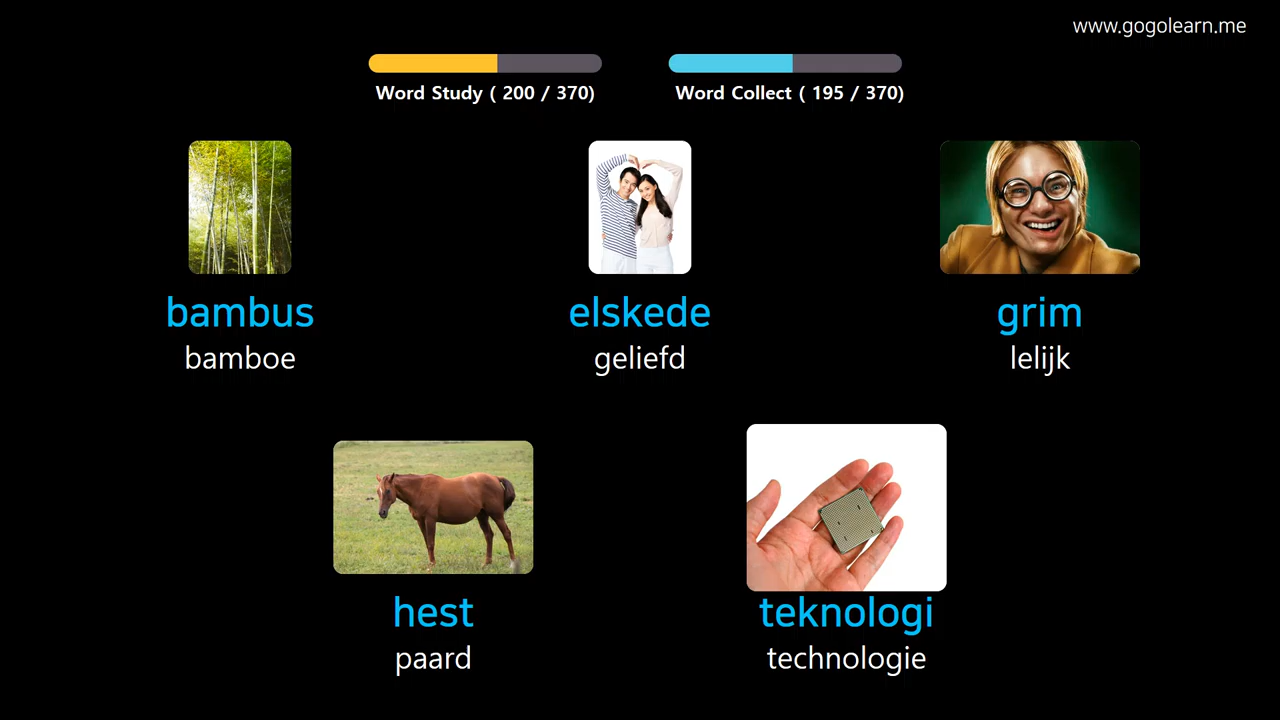 www.gogolearn.me
Word Study ( 200 / 370)
Word Collect ( 195 / 370)
bambus
bamboe
elskede
geliefd
grim
lelijk
hest
paard
teknologi
technologie